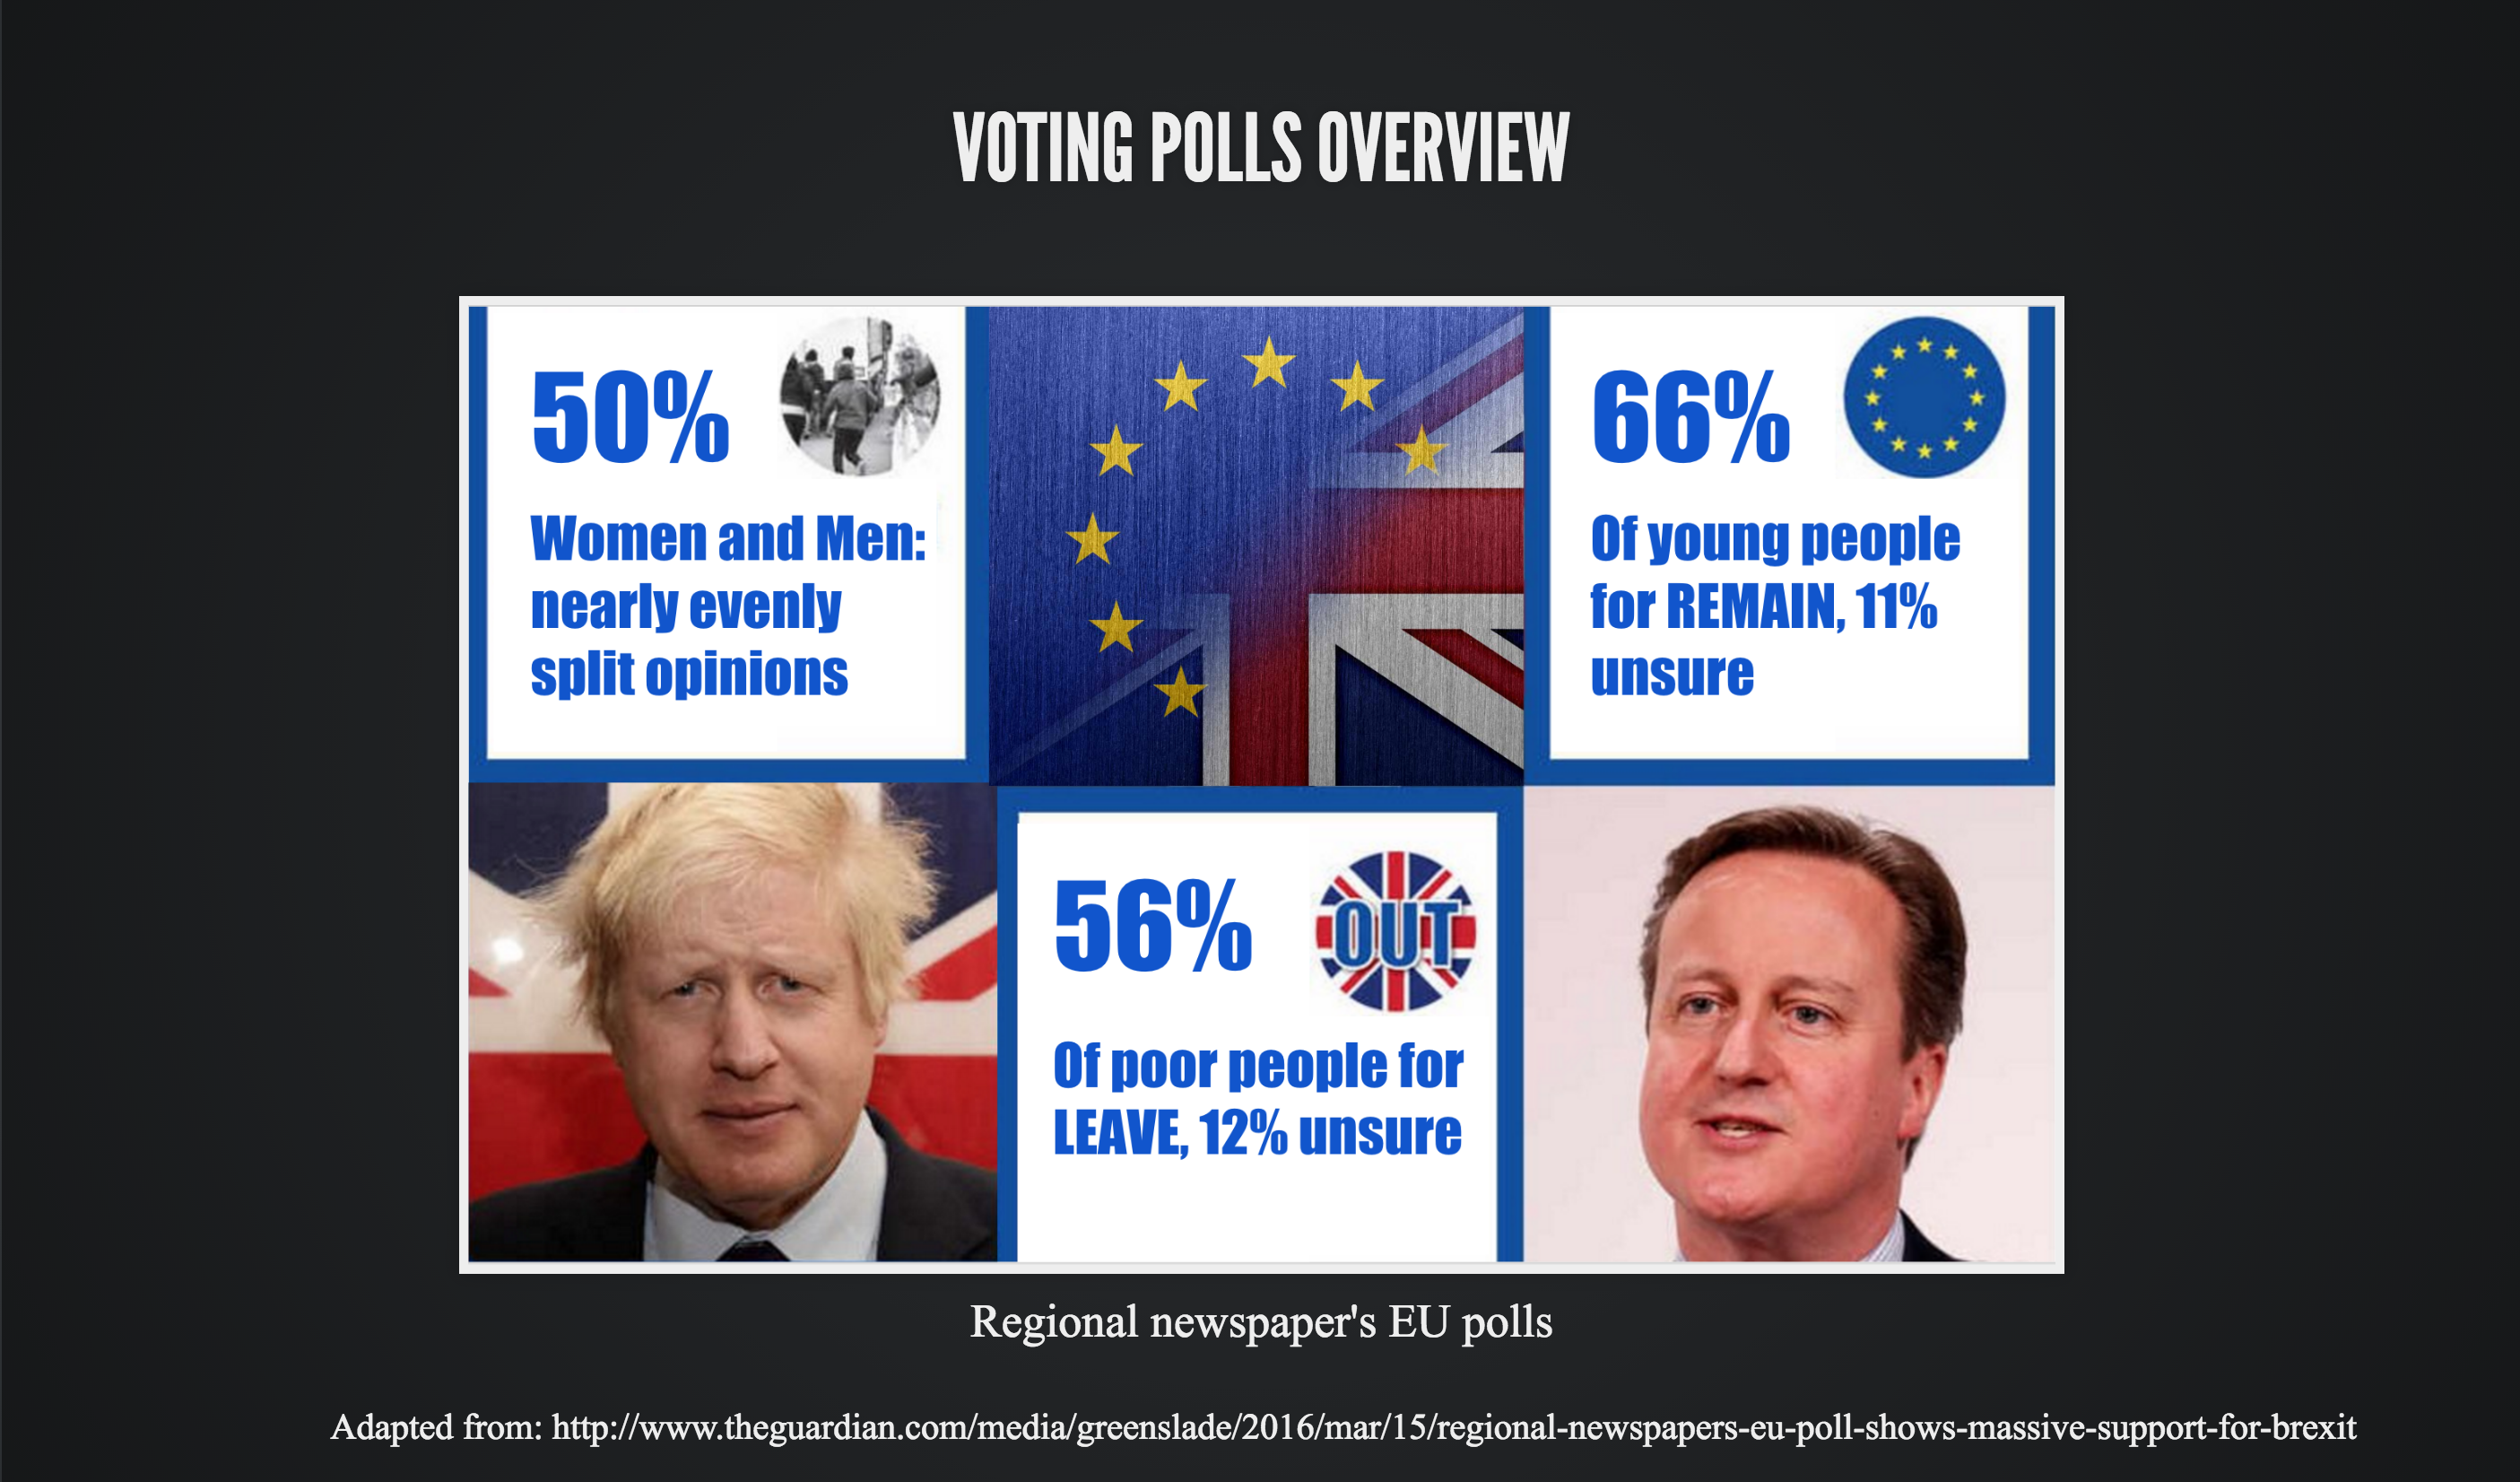 VOTING POLLS OVERVIEW
50%
Women and Men:
nearly evenly
split opinions
66%
Of young people
for REMAIN, 11%
unsure
56%
OUT
Of poor people for
LEAVE, 12% unsure
Regional newspaper's EU polls
Adapted from: http://www.theguardian.com/media/greenslade/2016/mar/15/regional-newspapers-eu-poll-shows-massive-support-for-brexit